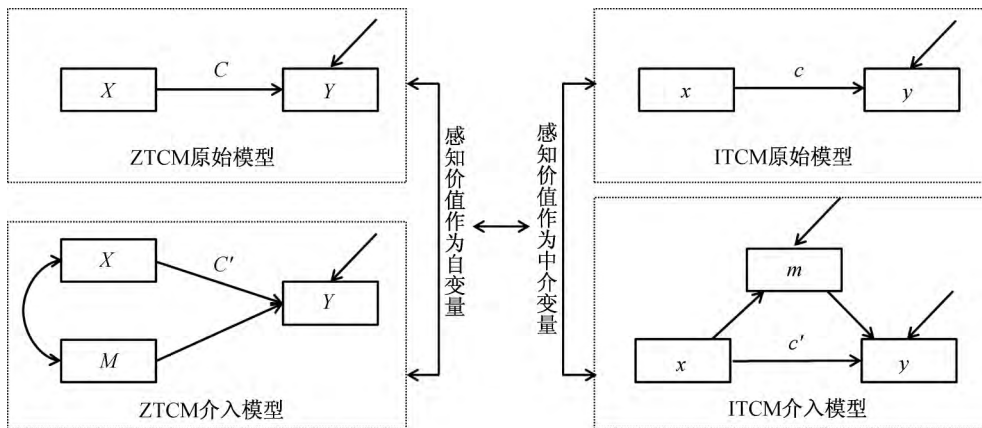 X
C
Y
ZTCM原始模型
X
C'
Y
M
ZTCM介入模型
感知价值作为自变量
感知价值作为中介变量
x
c
y
ITCM原始模型
m
x
c'
y
ITCM介入模型